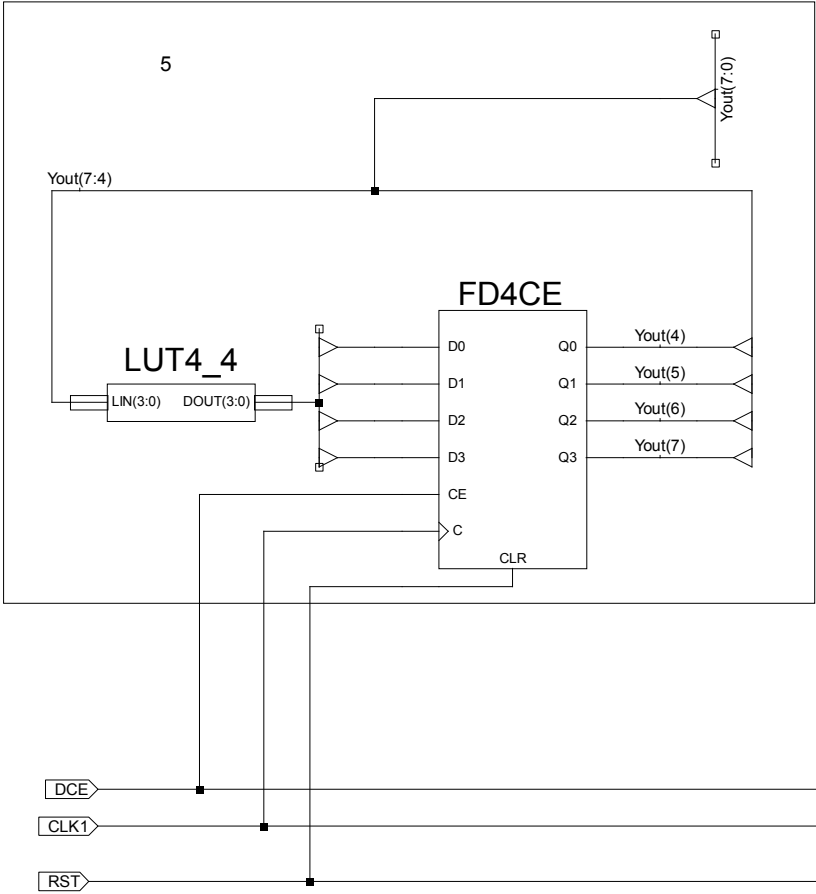 5
Yout(7:0)
Yout(7:4)
FD4CE
LUT4_4
LIN(3:0) DOUT(3:0)
D0 Q0 Yout(4)
D1 Q1 Yout(5)
D2 Q2 Yout(6)
D3 Q3 Yout(7)
CE
C
CLR
DCE
CLK1
RST